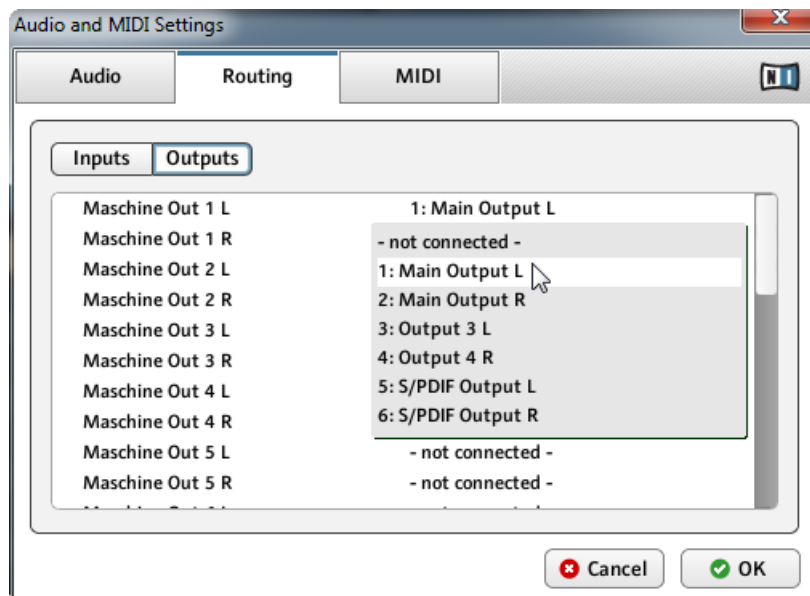 Audio and MIDI Settings
Audio Routing MIDI
NI
Inputs Outputs
Maschine Out 1 L 1: Main Output L
Maschine Out 1 R - not connected -
Maschine Out 2 L 1: Main Output L
Maschine Out 2 R 2: Main Output R
Maschine Out 3 L 3: Output 3 L
Maschine Out 3 R 4: Output 4 R
Maschine Out 4 L 5: S/PDIF Output L
Maschine Out 4 R 6: S/PDIF Output R
Maschine Out 5 L - not connected -
Maschine Out 5 R - not connected -
Cancel OK